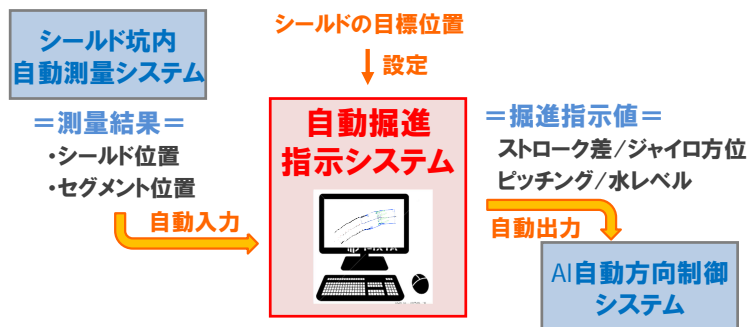 シールドの目標位置
設定
シールド坑内
自動測量システム
＝測量結果＝
・シールド位置
・セグメント位置
自動入力
自動掘進
指示システム
＝掘進指示値＝
ストローク差/ジャイロ方位
ピッチング/水レベル
自動出力
AI自動方向制御
システム